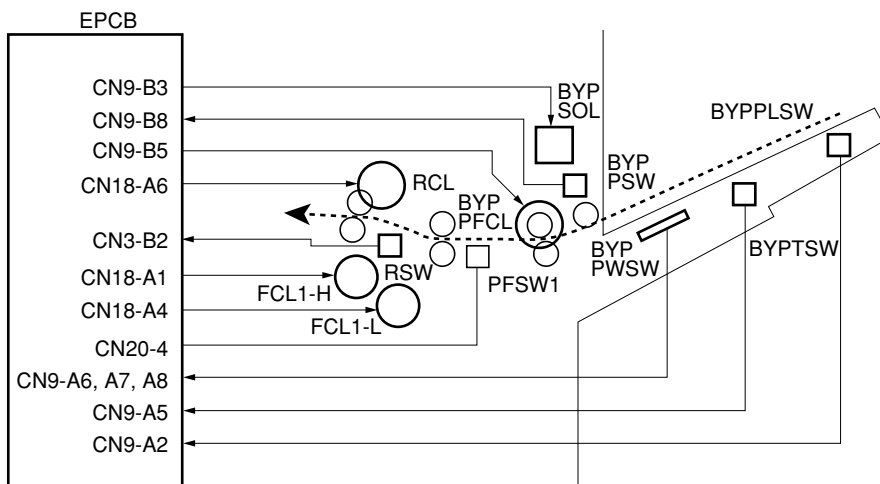 EPCB
CN9-B3
CN9-B8
CN9-B5
CN18-A6
CN3-B2
CN18-A1
CN18-A4
CN20-4
CN9-A6, A7, A8
CN9-A5
CN9-A2
BYP
SOL
BYPPLSW
BYP
PSW
RCL
BYP
PFCL
BYP
PWSW
BYPTSW
RSW
PFSW1
FCL1-H
FCL1-L